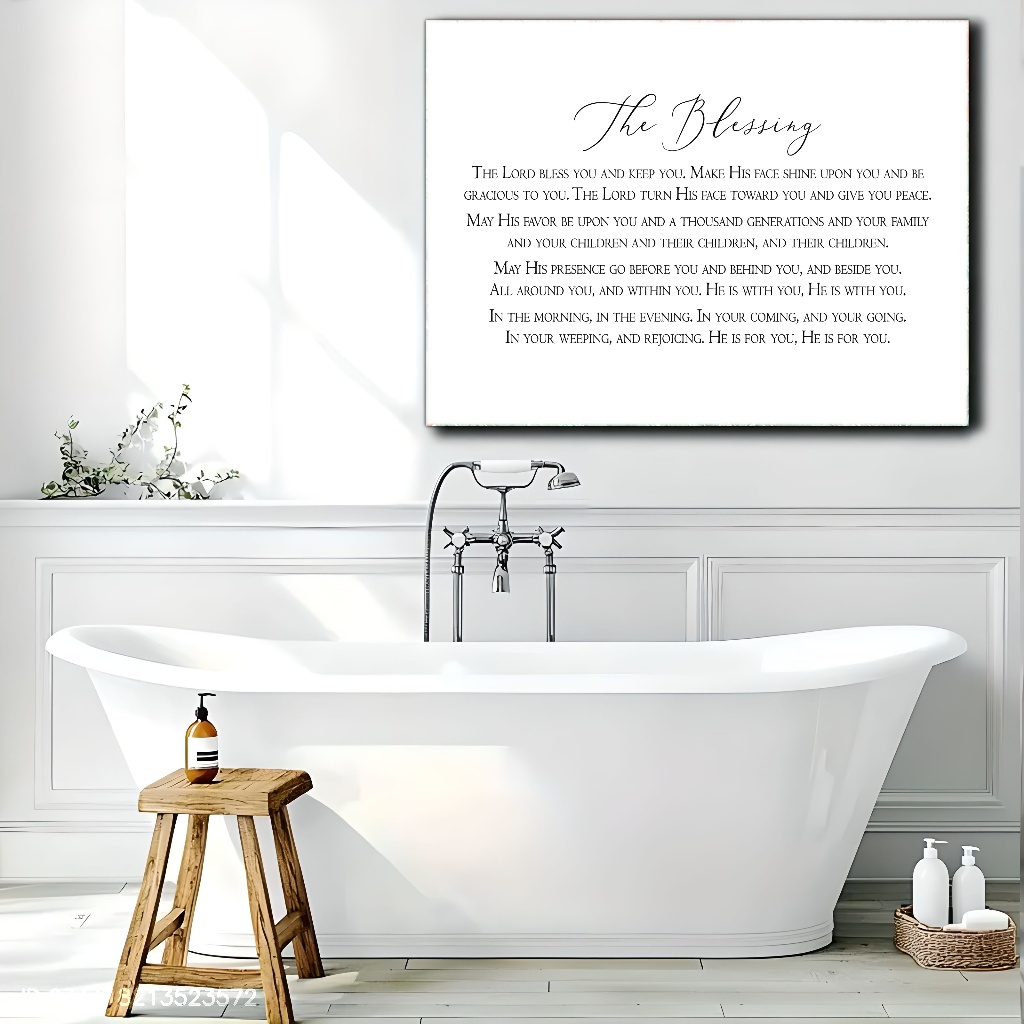 The Blessing
The Lord bless you and keep you. Make His face shine upon you and be
gracious to you. The Lord turn His face toward you and give you peace.
May His favor be upon you and a thousand generations and your family
and your children and their children, and their children.
May His presence go before you and behind you, and beside you.
All around you, and within you. He is with you, He is with you.
In the morning, in the evening. In your coming, and your going.
In your weeping, and rejoicing. He is for you, He is for you.